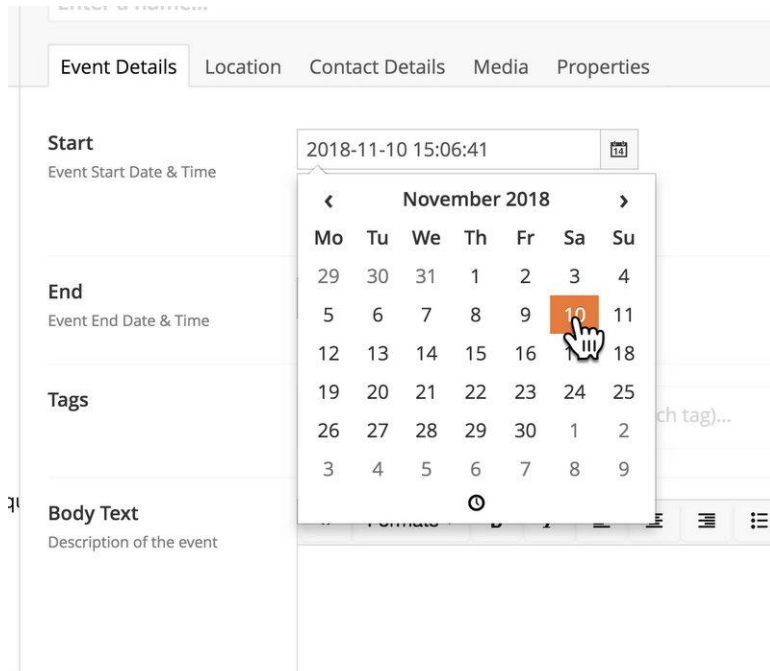 Enter a name...
Event Details Location Contact Details Media Properties
Start
Event Start Date & Time
2018-11-10 15:06:41
14
November 2018
Mo Tu We Th Fr Sa Su
29 30 31 1 2 3 4
5 6 7 8 9 10 11
12 13 14 15 16 18
19 20 21 22 23 24 25
26 27 28 29 30 1 2
3 4 5 6 7 8 9
End
Event End Date & Time
Tags
tag)...
Body Text
Description of the event
Formats
B